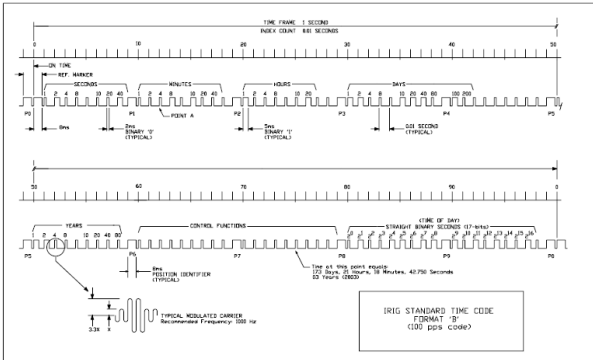 TIME FRAME 1 SECOND
INDEX COUNT 0.01 SECONDS
0 10 20 30 40 50
ON TIME
REF. MARKER
SECONDS MINUTES HOURS DAYS
1 2 4 8 10 20 40 1 2 4 8 10 20 40 1 2 4 8 10 20 1 2 4 8 10 20 40 80 100 200
POINT A
P0 P1 P2 P3 P4 P5
8ms
2ms
BINARY '0'
(TYPICAL)
5ms
BINARY '1'
(TYPICAL)
0.01 SECOND
(TYPICAL)
50 60 70 80 90 0
YEARS CONTROL FUNCTIONS
(TIME OF DAY)
STRAIGHT BINARY SECONDS (17-bits)
1 2 4 8 10 20 40 80
P5 P6 P7 P8 P9 P0
8ms
POSITION IDENTIFIER
(TYPICAL)
Time at this point equals:
173 Days, 21 Hours, 18 Minutes, 42.750 Seconds
03 Years (2003)
TYPICAL MODULATED CARRIER
Recommended Frequency 1000 Hz
3.3X
IRIG STANDARD TIME CODE
FORMAT 'B'
(100 pps code)